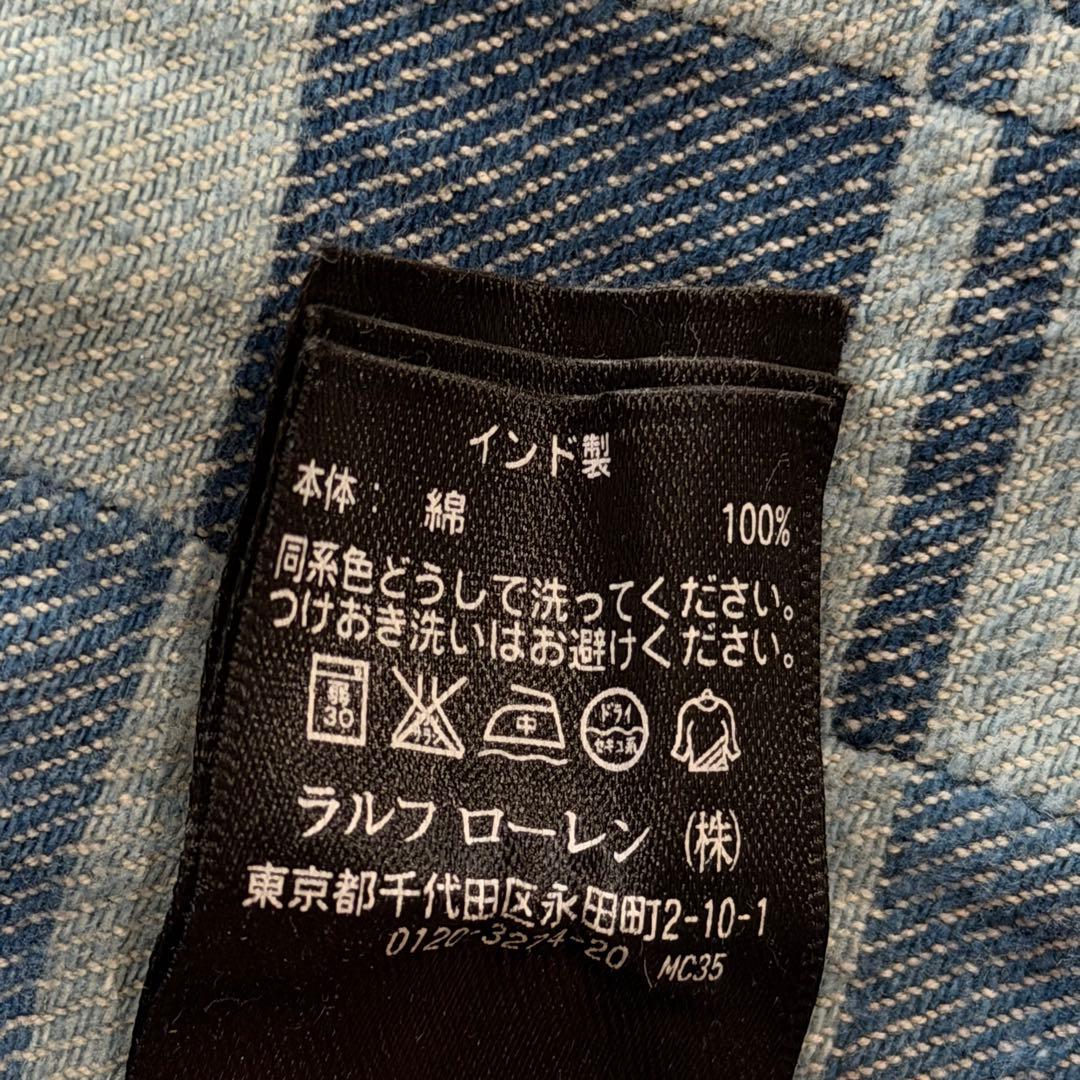 インド製
本体： 綿 100%
同系色どうしで洗ってください。
つけおき洗いはお避けください。
弱 30
中
ドライ
セキユ系
ラルフ ローレン （株）
東京都千代田区永田町2-10-1
0120-3274-20
MC35